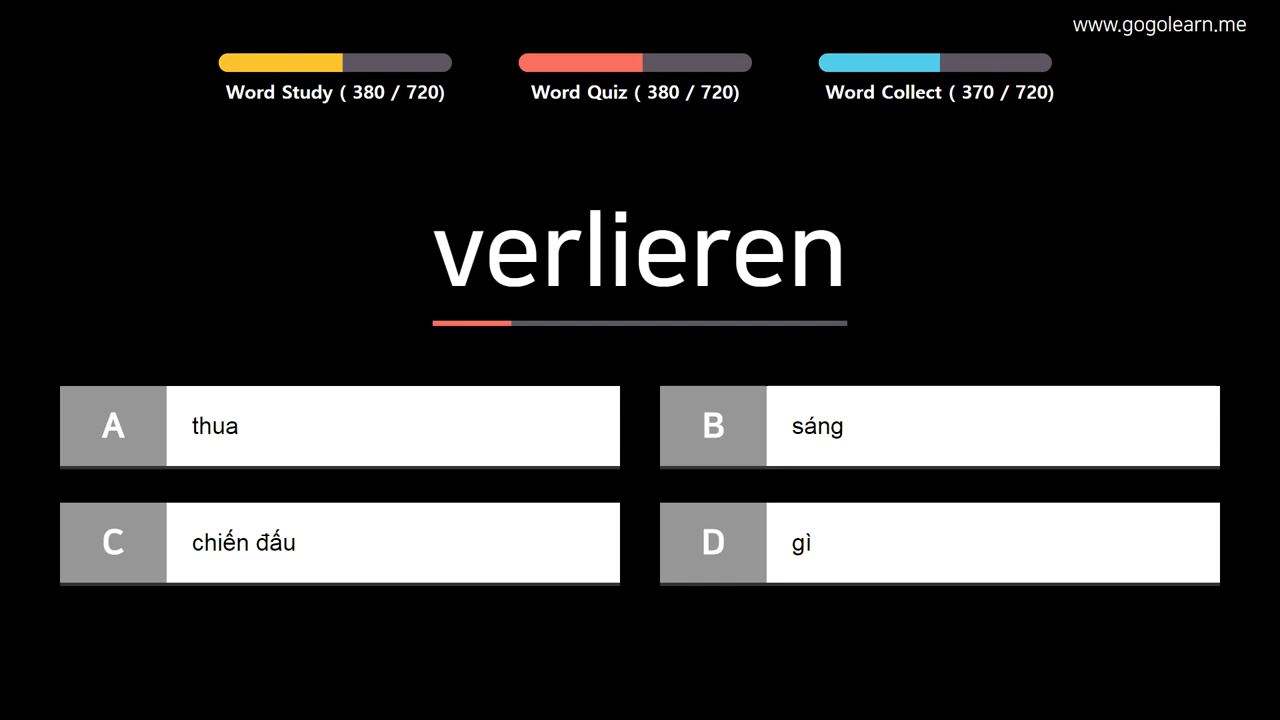 www.gogolearn.me
Word Study ( 380 / 720)
Word Quiz ( 380 / 720)
Word Collect ( 370 / 720)
verlieren
A thua
B sáng
C chiến đấu
D gì